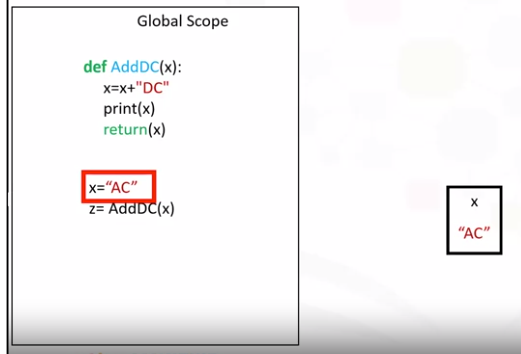 Global Scope
def AddDC(x):
x=x+"DC"
print(x)
return(x)
x=“AC”
z= AddDC(x)
x
“AC”